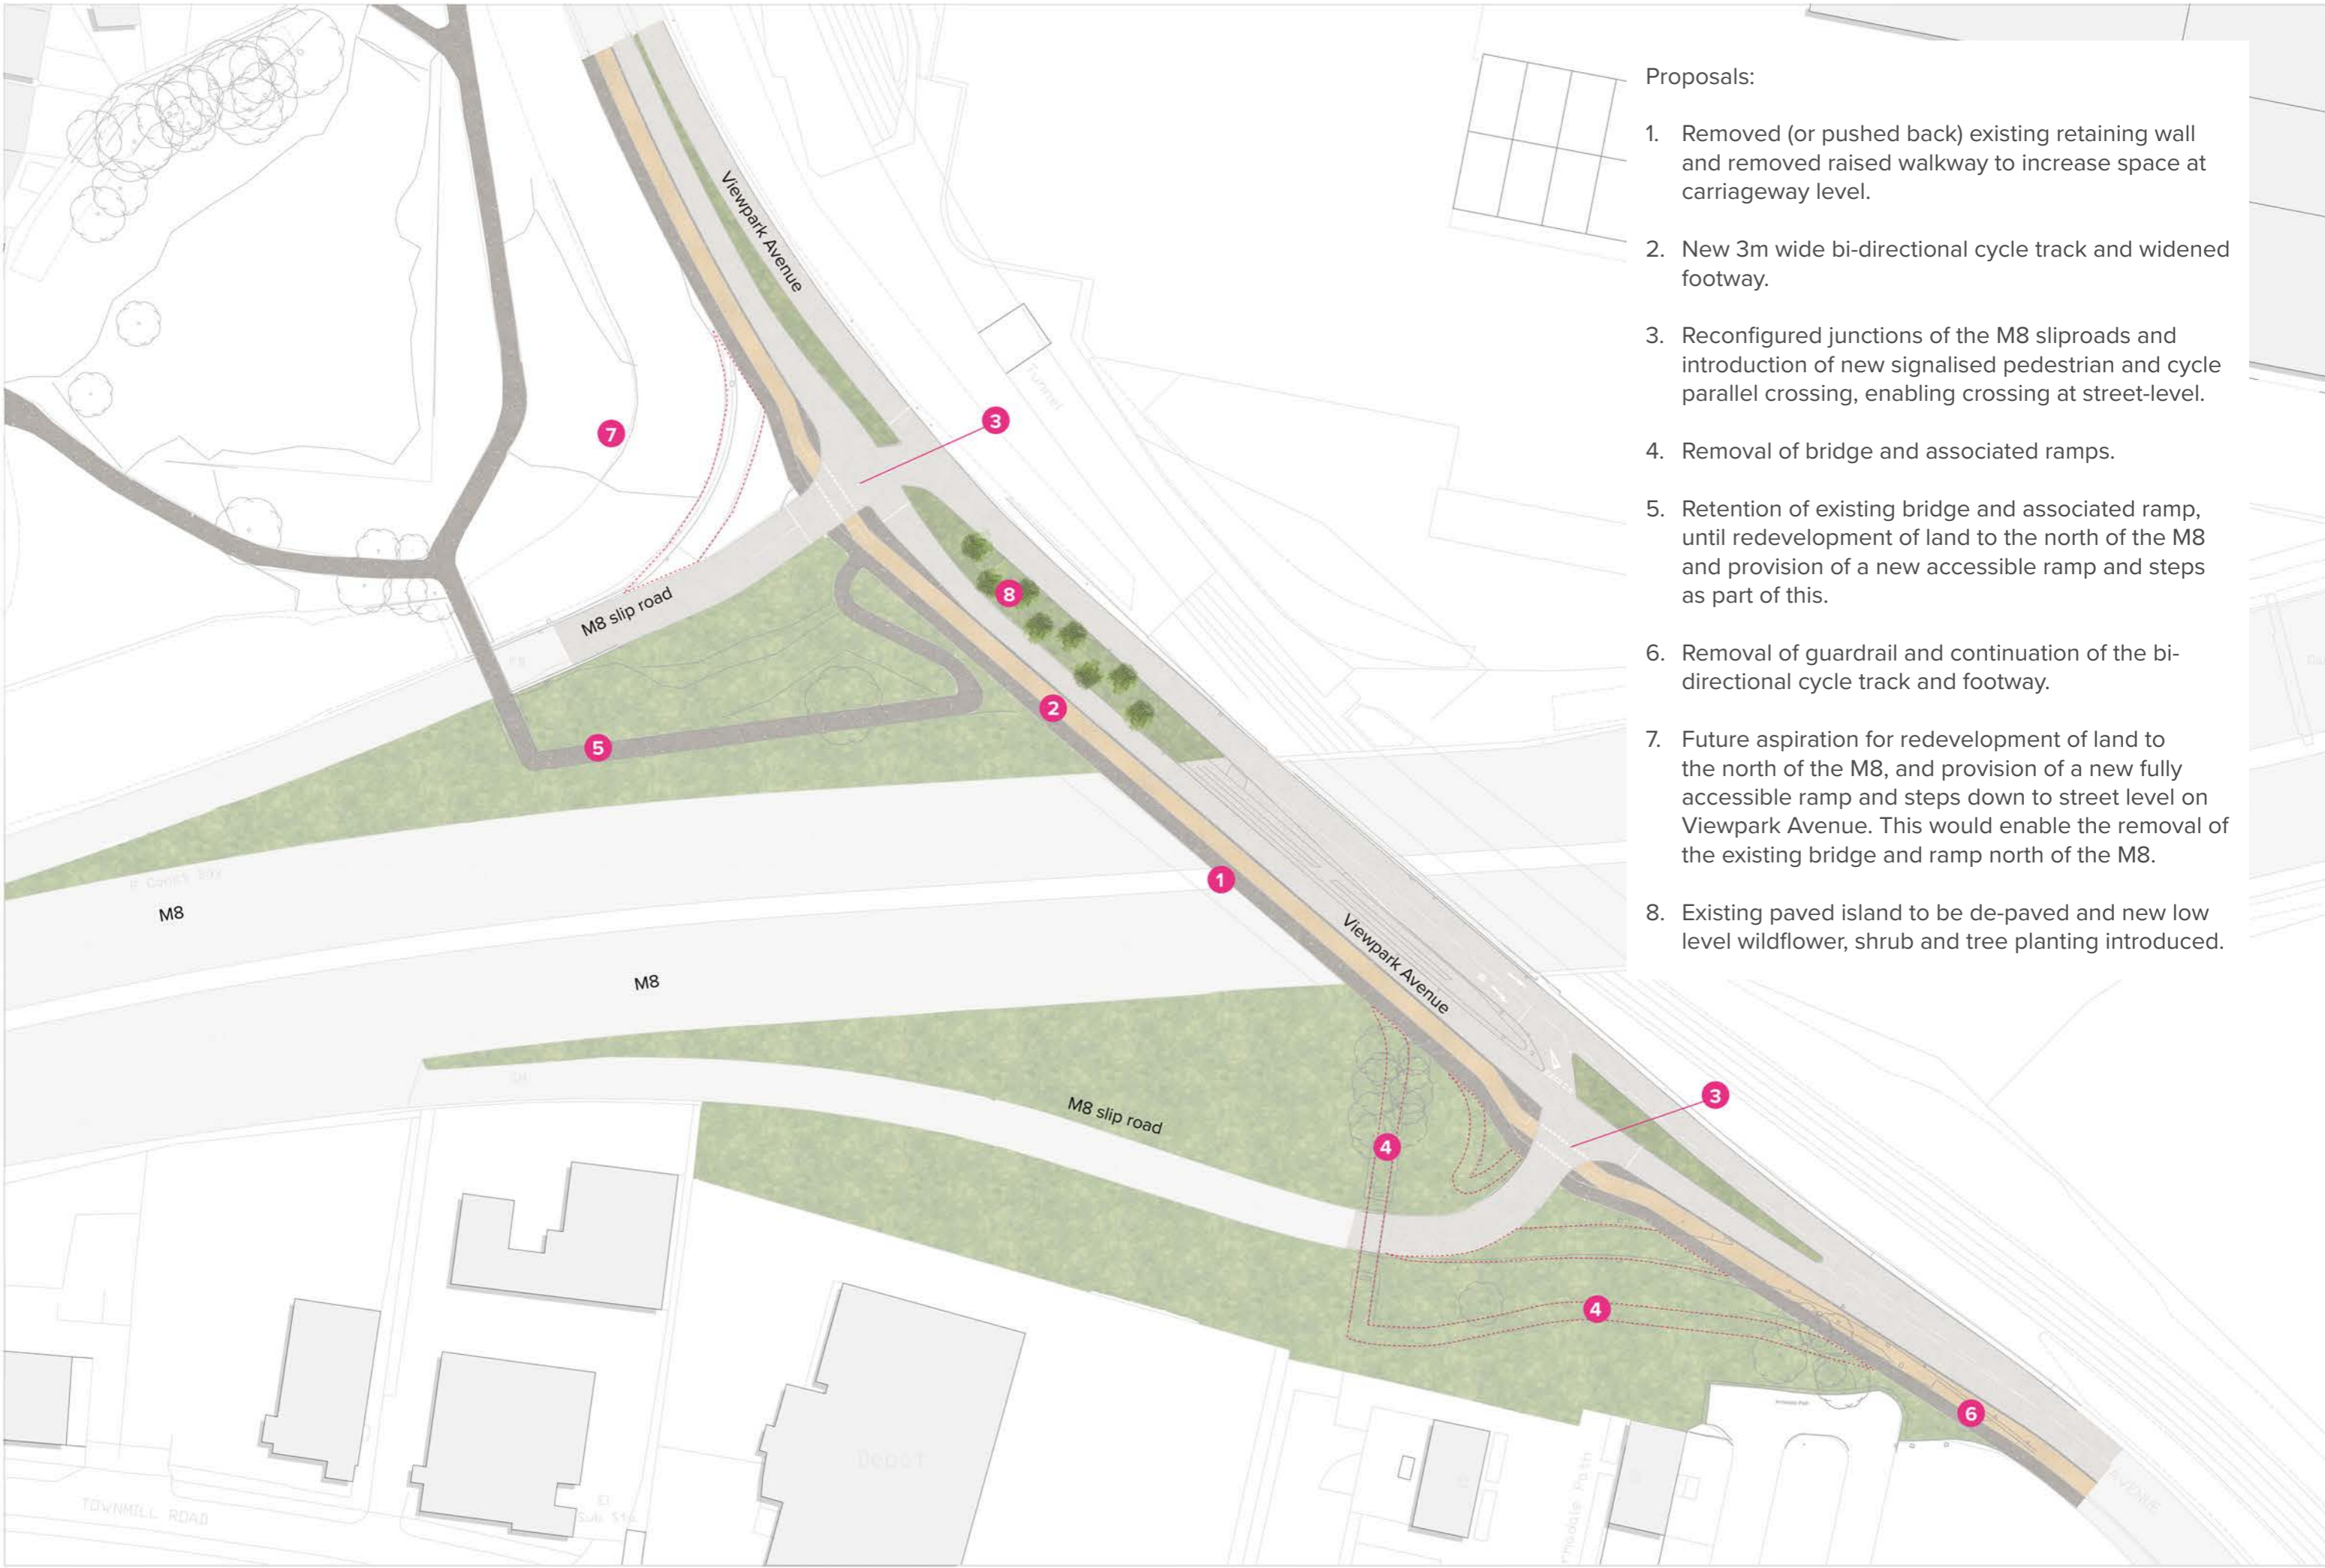 Proposals:
1. Removed (or pushed back) existing retaining wall
and removed raised walkway to increase space at
carriageway level.
2. New 3m wide bi-directional cycle track and widened
footway.
3. Reconfigured junctions of the M8 sliproads and
introduction of new signalised pedestrian and cycle
parallel crossing, enabling crossing at street-level.
4. Removal of bridge and associated ramps.
5. Retention of existing bridge and associated ramp,
until redevelopment of land to the north of the M8
and provision of a new accessible ramp and steps
as part of this.
6. Removal of guardrail and continuation of the bi-
directional cycle track and footway.
7. Future aspiration for redevelopment of land to
the north of the M8, and provision of a new fully
accessible ramp and steps down to street level on
Viewpark Avenue. This would enable the removal of
the existing bridge and ramp north of the M8.
8. Existing paved island to be de-paved and new low
level wildflower, shrub and tree planting introduced.
Viewpark Avenue
Tunnel
3
7
8
M8 slip road
FB
2
5
1
M8
M8
Viewpark Avenue
M8 slip road
3
4
4
6
Depot
TOWNMILL ROAD
El
Sub Sta
Path
AVENUE